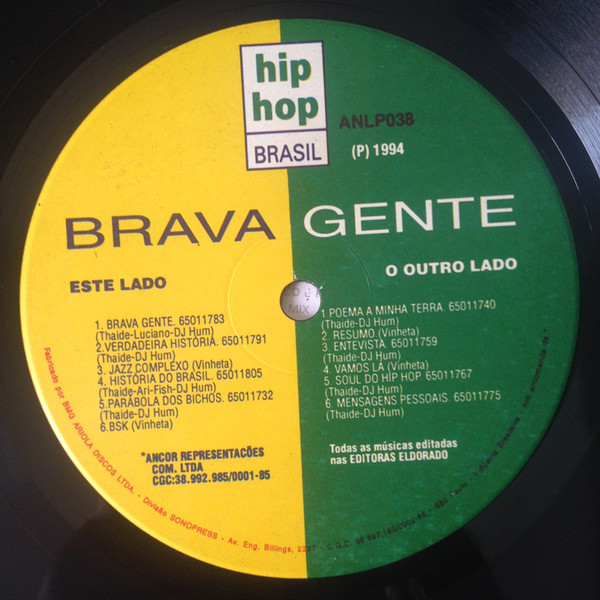 hip
hop
BRASIL
ANLP038
(P) 1994
BRAVA GENTE
ESTE LADO
1. BRAVA GENTE. 65011783
(Thaide-Luciano-DJ Hum)
2.VERDADEIRA HISTÓRIA. 65011791
(Thaide-DJ Hum)
3. JAZZ COMPLEXO (Vinheta)
4. HISTÓRIA DO BRASIL. 65011805
(Thaide-Ari-Fish-DJ Hum)
5.PARÁBOLA DOS BICHOS. 65011732
(Thaide-DJ Hum)
6.BSK (Vinheta)
*ANCOR REPRESENTACÕES
COM. LTDA
CGC:38.992.985/0001-85
O OUTRO LADO
1.POEMA A MINHA TERRA. 65011740
(Thaide-DJ Hum)
2. RESUMO (Vinheta)
3. ENTEVISTA. 65011759
(Thaide-DJ Hum)
4. VAMOS LÁ (Vinheta)
5. SOUL DO HIP HOP. 65011767
(Thaide-DJ Hum)
6. MENSAGENS PESSOAIS. 65011775
(Thaide-DJ Hum)
Todas as músicas editadas
nas EDITORAS ELDORADO
MIX
Fabricado por BMG ARIOLA DISCOS LTDA. - Divisão SONOPRESS - Av. Eng. Billings, - C.G.C. - São Paulo - Indústria Brasileira -